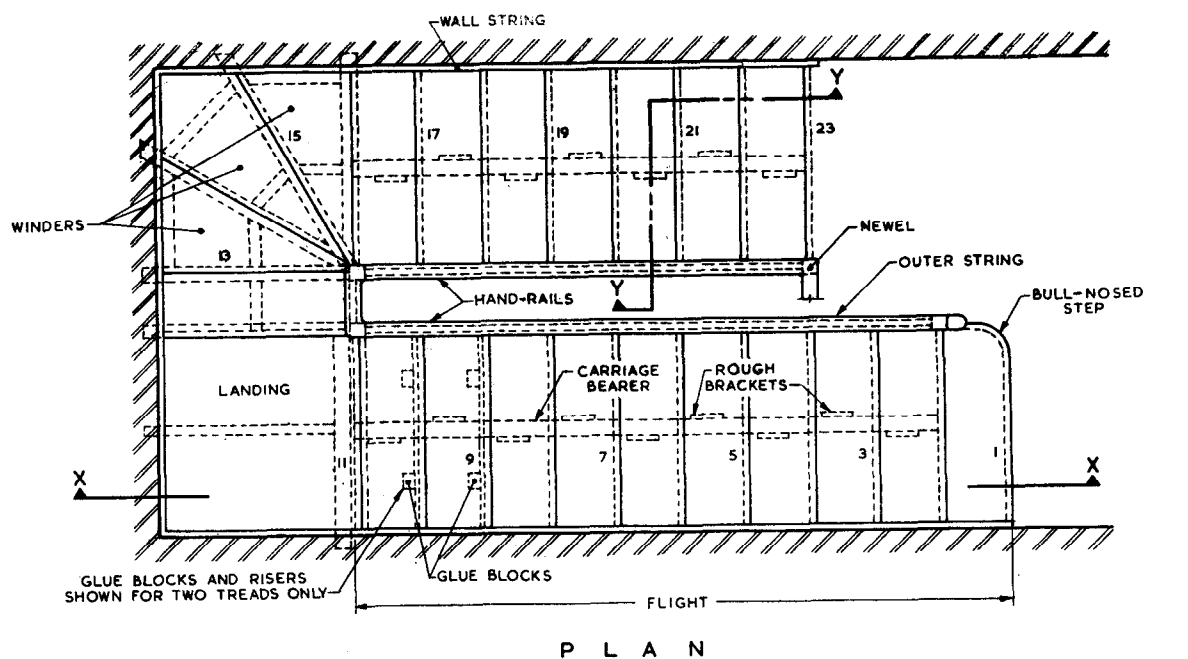 WALL STRING
Y
15
17
19
21
23
WINDERS
13
NEWEL
OUTER STRING
HAND-RAILS
Y
BULL-NOSED
STEP
LANDING
CARRIAGE
BEARER
ROUGH
BRACKETS
11
9
7
5
3
1
X
X
GLUE BLOCKS AND RISERS
SHOWN FOR TWO TREADS ONLY
GLUE BLOCKS
FLIGHT
PLAN